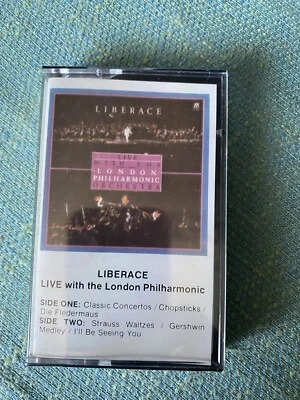 LIBERACE
LIVE
WITH THE
LONDON
PHILHARMONIC
ORCHESTRA
LIBERACE
LIVE with the London Philharmonic
SIDE ONE: Classic Concertos / Chopsticks /
Die Fledermaus
SIDE TWO: Strauss Waltzes / Gershwin
Medley / I'll Be Seeing You